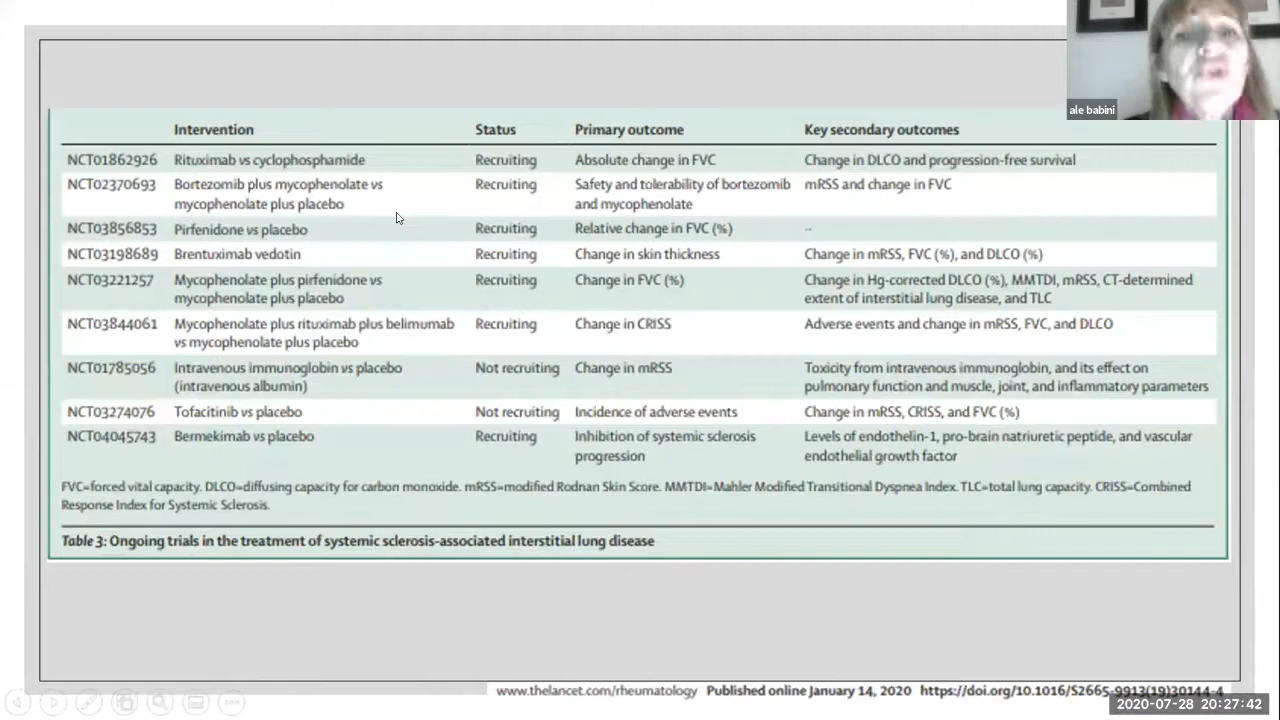 ale babini
Intervention Status Primary outcome Key secondary outcomes
NCT01862926 Rituximab vs cyclophosphamide Recruiting Absolute change in FVC Change in DLCO and progression-free survival
NCT02370693 Bortezomib plus mycophenolate vs Recruiting Safety and tolerability of bortezomib mRSS and change in FVC
mycophenolate plus placebo and mycophenolate
NCT03856853 Pirfenidone vs placebo Recruiting Relative change in FVC (%) --
NCT03198689 Brentuximab vedotin Recruiting Change in skin thickness Change in mRSS, FVC (%), and DLCO (%)
NCT03221257 Mycophenolate plus pirfenidone vs Recruiting Change in FVC (%) Change in Hg-corrected DLCO (%), MMTDI, mRSS, CT-determined
mycophenolate plus placebo extent of interstitial lung disease, and TLC
NCT03844061 Mycophenolate plus rituximab plus belimumab Recruiting Change in CRISS Adverse events and change in mRSS, FVC, and DLCO
vs mycophenolate plus placebo
NCT01785056 Intravenous immunoglobin vs placebo Not recruiting Change in mRSS Toxicity from intravenous immunoglobin, and its effect on
(intravenous albumin) pulmonary function and muscle, joint, and inflammatory parameters
NCT03274076 Tofacitinib vs placebo Not recruiting Incidence of adverse events Change in mRSS, CRISS, and FVC (%)
NCT04045743 Bermekimab vs placebo Recruiting Inhibition of systemic sclerosis Levels of endothelin-1, pro-brain natriuretic peptide, and vascular
progression endothelial growth factor
FVC=forced vital capacity. DLCO=diffusing capacity for carbon monoxide. mRSS=modified Rodnan Skin Score. MMTDI=Mahler Modified Transitional Dyspnea Index. TLC=total lung capacity. CRISS=Combined
Response Index for Systemic Sclerosis.
Table 3: Ongoing trials in the treatment of systemic sclerosis-associated interstitial lung disease
www.thelancet.com/rheumatology Published online January 14, 2020 https://doi.org/10.1016/S2665-9913(19)30144-4
2020-07-28 20:27:42